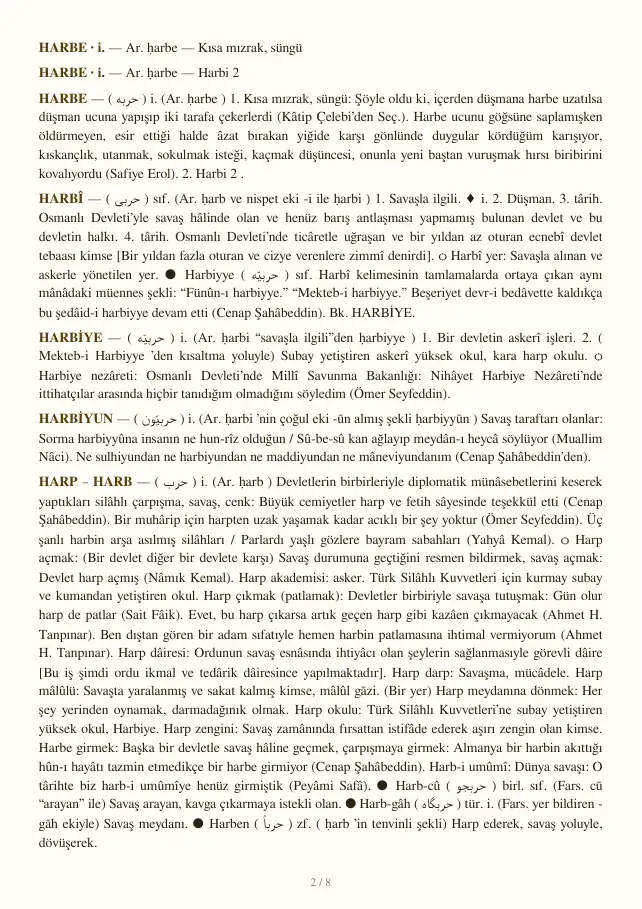 HARBE · i. — Ar. ḥarbe — Kısa mızrak, süngü
HARBE · i. — Ar. ḥarbe — Harbi 2
HARBE — ( حربه ) i. (Ar. ḥarbe ) 1. Kısa mızrak, süngü: Şöyle oldu ki, içerden düşmana harbe uzatılsa
düşman ucuna yapışıp iki tarafa çekerlerdi (Kâtip Çelebi’den Seç.). Harbe ucunu göğsüne saplamışken
öldürmeyen, esir ettiği halde âzat bırakan yiğide karşı gönlünde duygular kördüğüm karışıyor,
kıskançlık, utanmak, sokulmak isteği, kaçmak düşüncesi, onunla yeni baştan vuruşmak hırsı biribirini
kovalıyordu (Safiye Erol). 2. Harbi 2 .
HARBÎ — ( حربى ) sıf. (Ar. ḥarb ve nispet eki -і ile ḥarbі ) 1. Savaşla ilgili. ♦ i. 2. Düşman. 3. târih.
Osmanlı Devleti’yle savaş hâlinde olan ve henüz barış antlaşması yapmamış bulunan devlet ve bu
devletin halkı. 4. târih. Osmanlı Devleti’nde ticâretle uğraşan ve bir yıldan az oturan ecnebî devlet
tebaası kimse [Bir yıldan fazla oturan ve cizye verenlere zimmî denirdi]. ѻ Harbî yer: Savaşla alınan ve
askerle yönetilen yer. ● Harbiyye ( حربيّه ) sıf. Harbî kelimesinin tamlamalarda ortaya çıkan aynı
mânâdaki müennes şekli: “Fünûn-ı harbiyye.” “Mekteb-i harbiyye.” Beşeriyet devr-i bedâvette kaldıkça
bu şedâid-i harbiyye devam etti (Cenap Şahâbeddin). Bk. HARBİYE.
HARBİYE — ( حربيّه ) i. (Ar. ḥarbі “savaşla ilgili”den ḥarbiyye ) 1. Bir devletin askerî işleri. 2. (
Mekteb-i Harbiyye ’den kısaltma yoluyle) Subay yetiştiren askerî yüksek okul, kara harp okulu. ѻ
Harbiye nezâreti: Osmanlı Devleti’nde Millî Savunma Bakanlığı: Nihâyet Harbiye Nezâreti’nde
ittihatçılar arasında hiçbir tanıdığım olmadığını söyledim (Ömer Seyfeddin).
HARBİYUN — ( حربيّون ) i. (Ar. ḥarbі ’nin çoğul eki -ūn almış şekli ḥarbiyyūn ) Savaş taraftarı olanlar:
Sorma harbiyyûna insanın ne hun-rîz olduğun / Sû-be-sû kan ağlayıp meydân-ı heycâ söylüyor (Muallim
Nâci). Ne sulhiyundan ne harbiyundan ne maddiyundan ne mâneviyundanım (Cenap Şahâbeddin’den).
HARP – HARB — ( حرب ) i. (Ar. ḥarb ) Devletlerin birbirleriyle diplomatik münâsebetlerini keserek
yaptıkları silâhlı çarpışma, savaş, cenk: Büyük cemiyetler harp ve fetih sâyesinde teşekkül etti (Cenap
Şahâbeddin). Bir muhârip için harpten uzak yaşamak kadar acıklı bir şey yoktur (Ömer Seyfeddin). Üç
şanlı harbin arşa asılmış silâhları / Parlardı yaşlı gözlere bayram sabahları (Yahyâ Kemal). ѻ Harp
açmak: (Bir devlet diğer bir devlete karşı) Savaş durumuna geçtiğini resmen bildirmek, savaş açmak:
Devlet harp açmış (Nâmık Kemal). Harp akademisi: asker. Türk Silâhlı Kuvvetleri için kurmay subay
ve kumandan yetiştiren okul. Harp çıkmak (patlamak): Devletler birbiriyle savaşa tutuşmak: Gün olur
harp de patlar (Sait Fâik). Evet, bu harp çıkarsa artık geçen harp gibi kazâen çıkmayacak (Ahmet H.
Tanpınar). Ben dıştan gören bir adam sıfatıyle hemen harbin patlamasına ihtimal vermiyorum (Ahmet
H. Tanpınar). Harp dâiresi: Ordunun savaş esnâsında ihtiyâcı olan şeylerin sağlanmasıyle görevli dâire
[Bu iş şimdi ordu ikmal ve tedârik dâiresince yapılmaktadır]. Harp darp: Savaşma, mücâdele. Harp
mâlûlü: Savaşta yaralanmış ve sakat kalmış kimse, mâlûl gāzi. (Bir yer) Harp meydanına dönmek: Her
şey yerinden oynamak, darmadağınık olmak. Harp okulu: Türk Silâhlı Kuvvetleri’ne subay yetiştiren
yüksek okul, Harbiye. Harp zengini: Savaş zamânında fırsattan istifâde ederek aşırı zengin olan kimse.
Harbe girmek: Başka bir devletle savaş hâline geçmek, çarpışmaya girmek: Almanya bir harbin akıttığı
hûn-ı hayâtı tazmin etmedikçe bir harbe girmiyor (Cenap Şahâbeddin). Harb-i umûmî: Dünya savaşı: O
târihte biz harb-i umûmîye henüz girmiştik (Peyâmi Safâ). ● Harb-cû ( حربجو ) birl. sıf. (Fars. cū
“arayan” ile) Savaş arayan, kavga çıkarmaya istekli olan. ● Harb-gâh ( حربگاه ) tür. i. (Fars. yer bildiren -
gāh ekiyle) Savaş meydanı. ● Harben ( حرباً ) zf. ( ḥarb ’in tenvinli şekli) Harp ederek, savaş yoluyle,
dövüşerek.
2 / 8